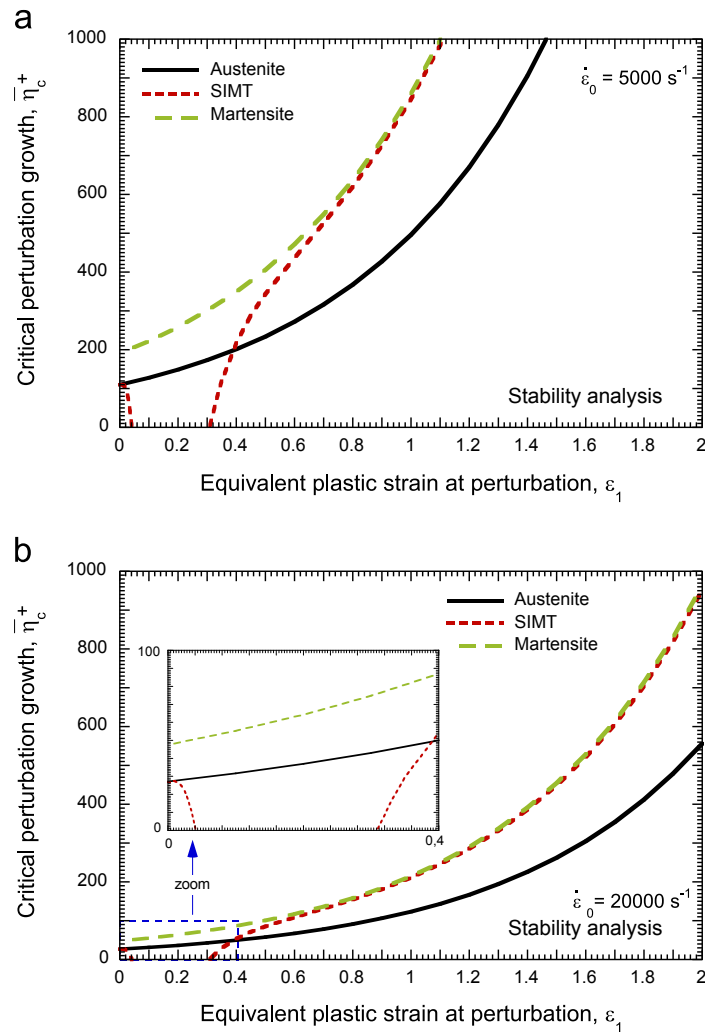 a
1000
800
600
400
200
0
Critical perturbation growth, η̅c+
Austenite
SIMT
Martensite
ε̇0 = 5000 s-1
Stability analysis
0 0.2 0.4 0.6 0.8 1 1.2 1.4 1.6 1.8 2
Equivalent plastic strain at perturbation, ε1
b
1000
800
600
400
200
0
Critical perturbation growth, η̅c+
Austenite
SIMT
Martensite
100
0
0 0,4
zoom
ε̇0 = 20000 s-1
Stability analysis
0 0.2 0.4 0.6 0.8 1 1.2 1.4 1.6 1.8 2
Equivalent plastic strain at perturbation, ε1